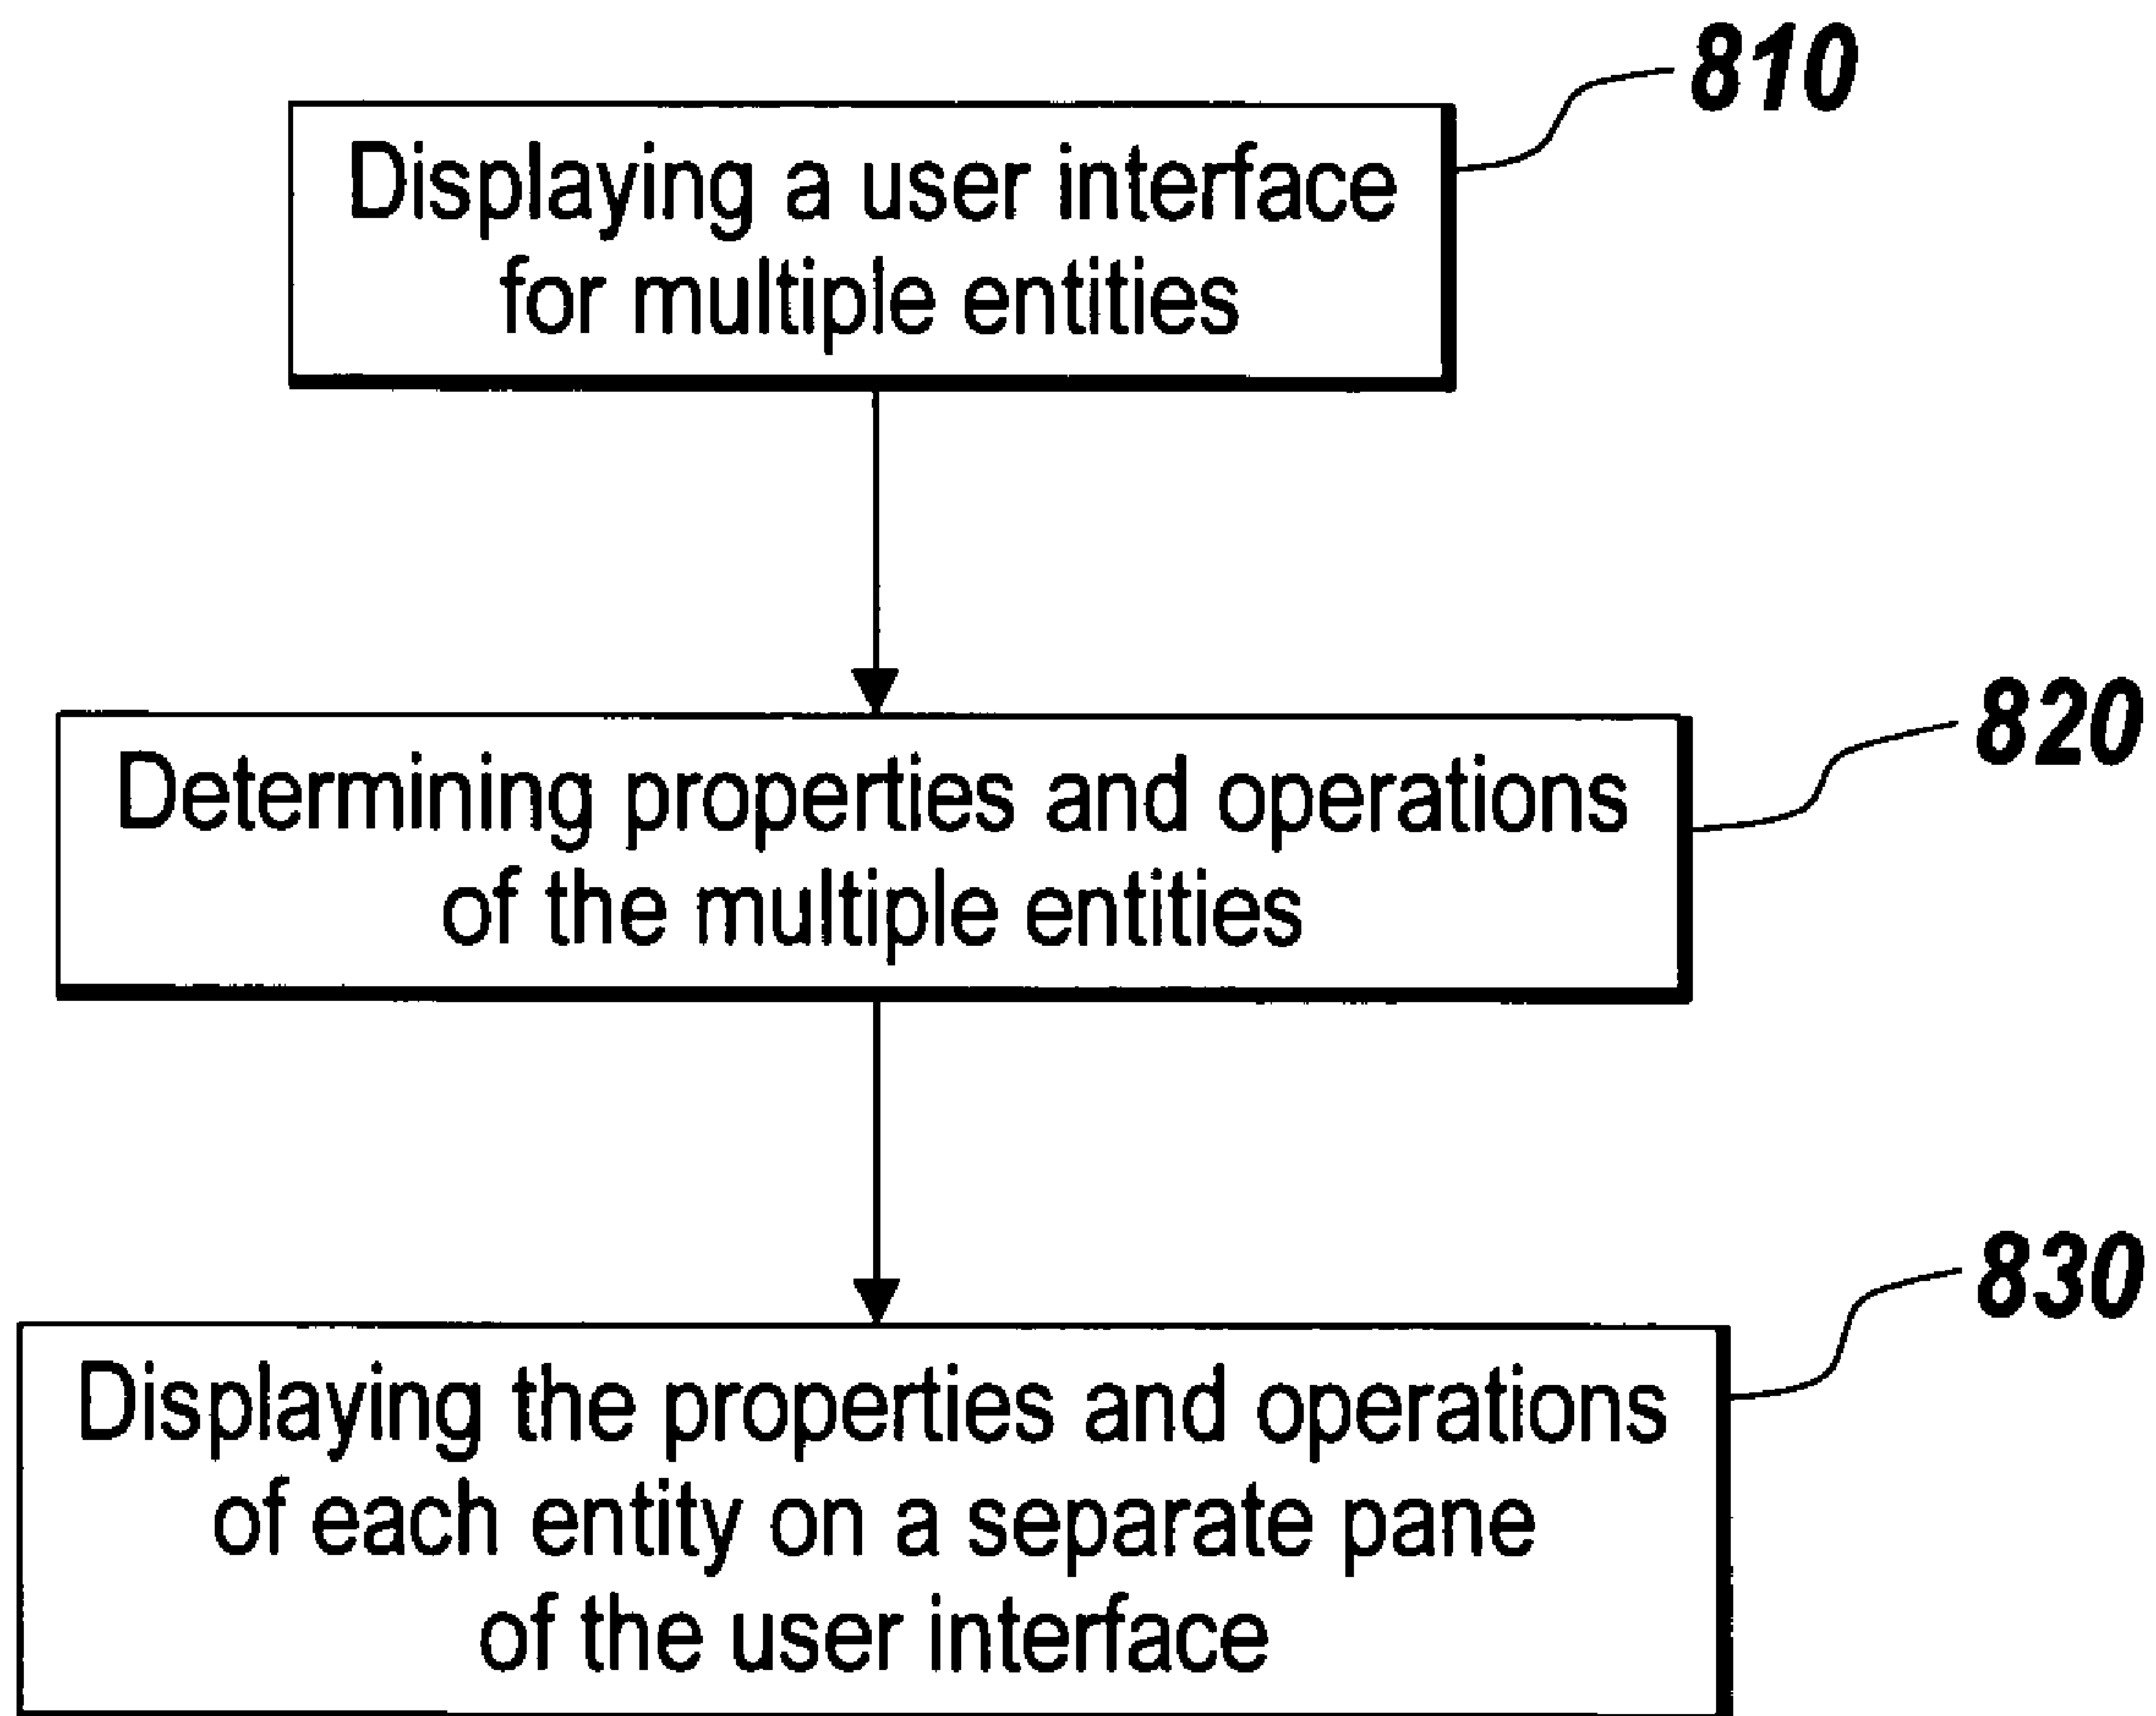 810
Displaying a user interface
for multiple entities
820
Determining properties and operations
of the multiple entities
830
Displaying the properties and operations
of each entity on a separate pane
of the user interface